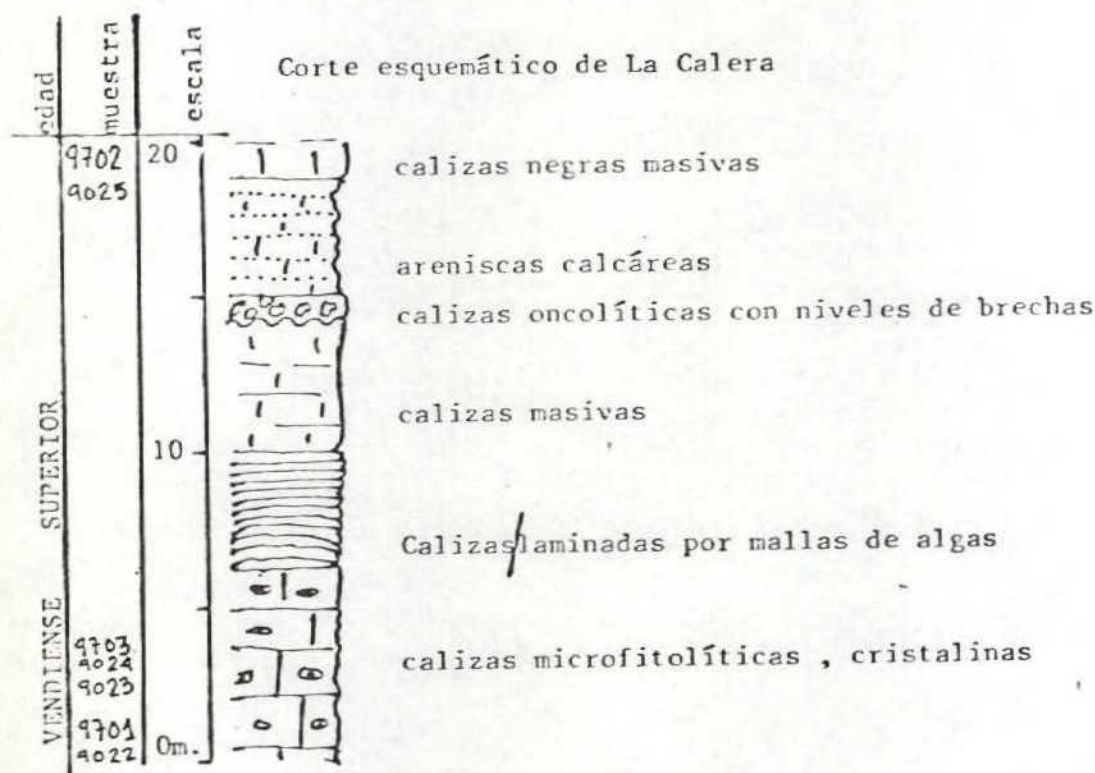 edad
muestra
escala
Corte esquemático de La Calera
9702
20
calizas negras masivas
9025
areniscas calcáreas
calizas oncolíticas con niveles de brechas
calizas masivas
10
VENDIENSE SUPERIOR
Calizas/laminadas por mallas de algas
9703
9024
calizas microfitolíticas , cristalinas
9023
9701
9022
0m.